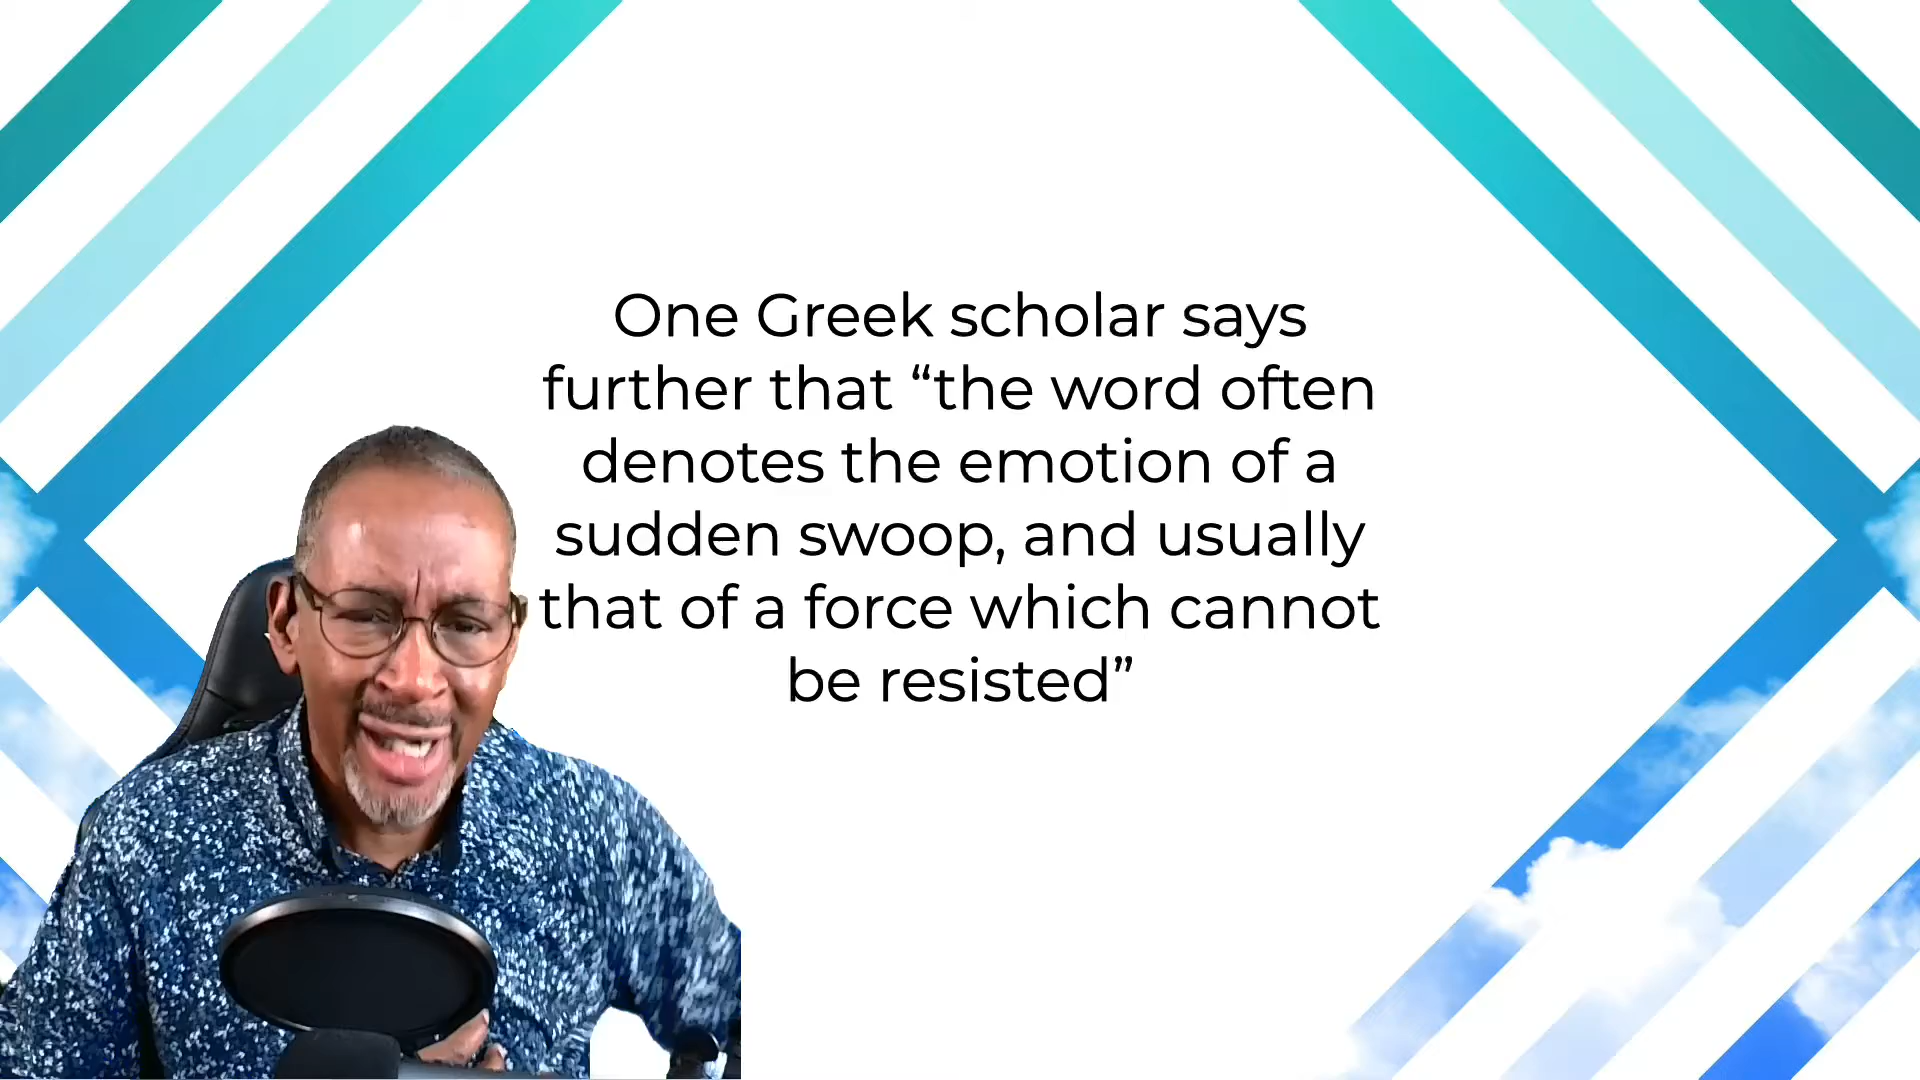 One Greek scholar says
further that “the word often
denotes the emotion of a
sudden swoop, and usually
that of a force which cannot
be resisted”